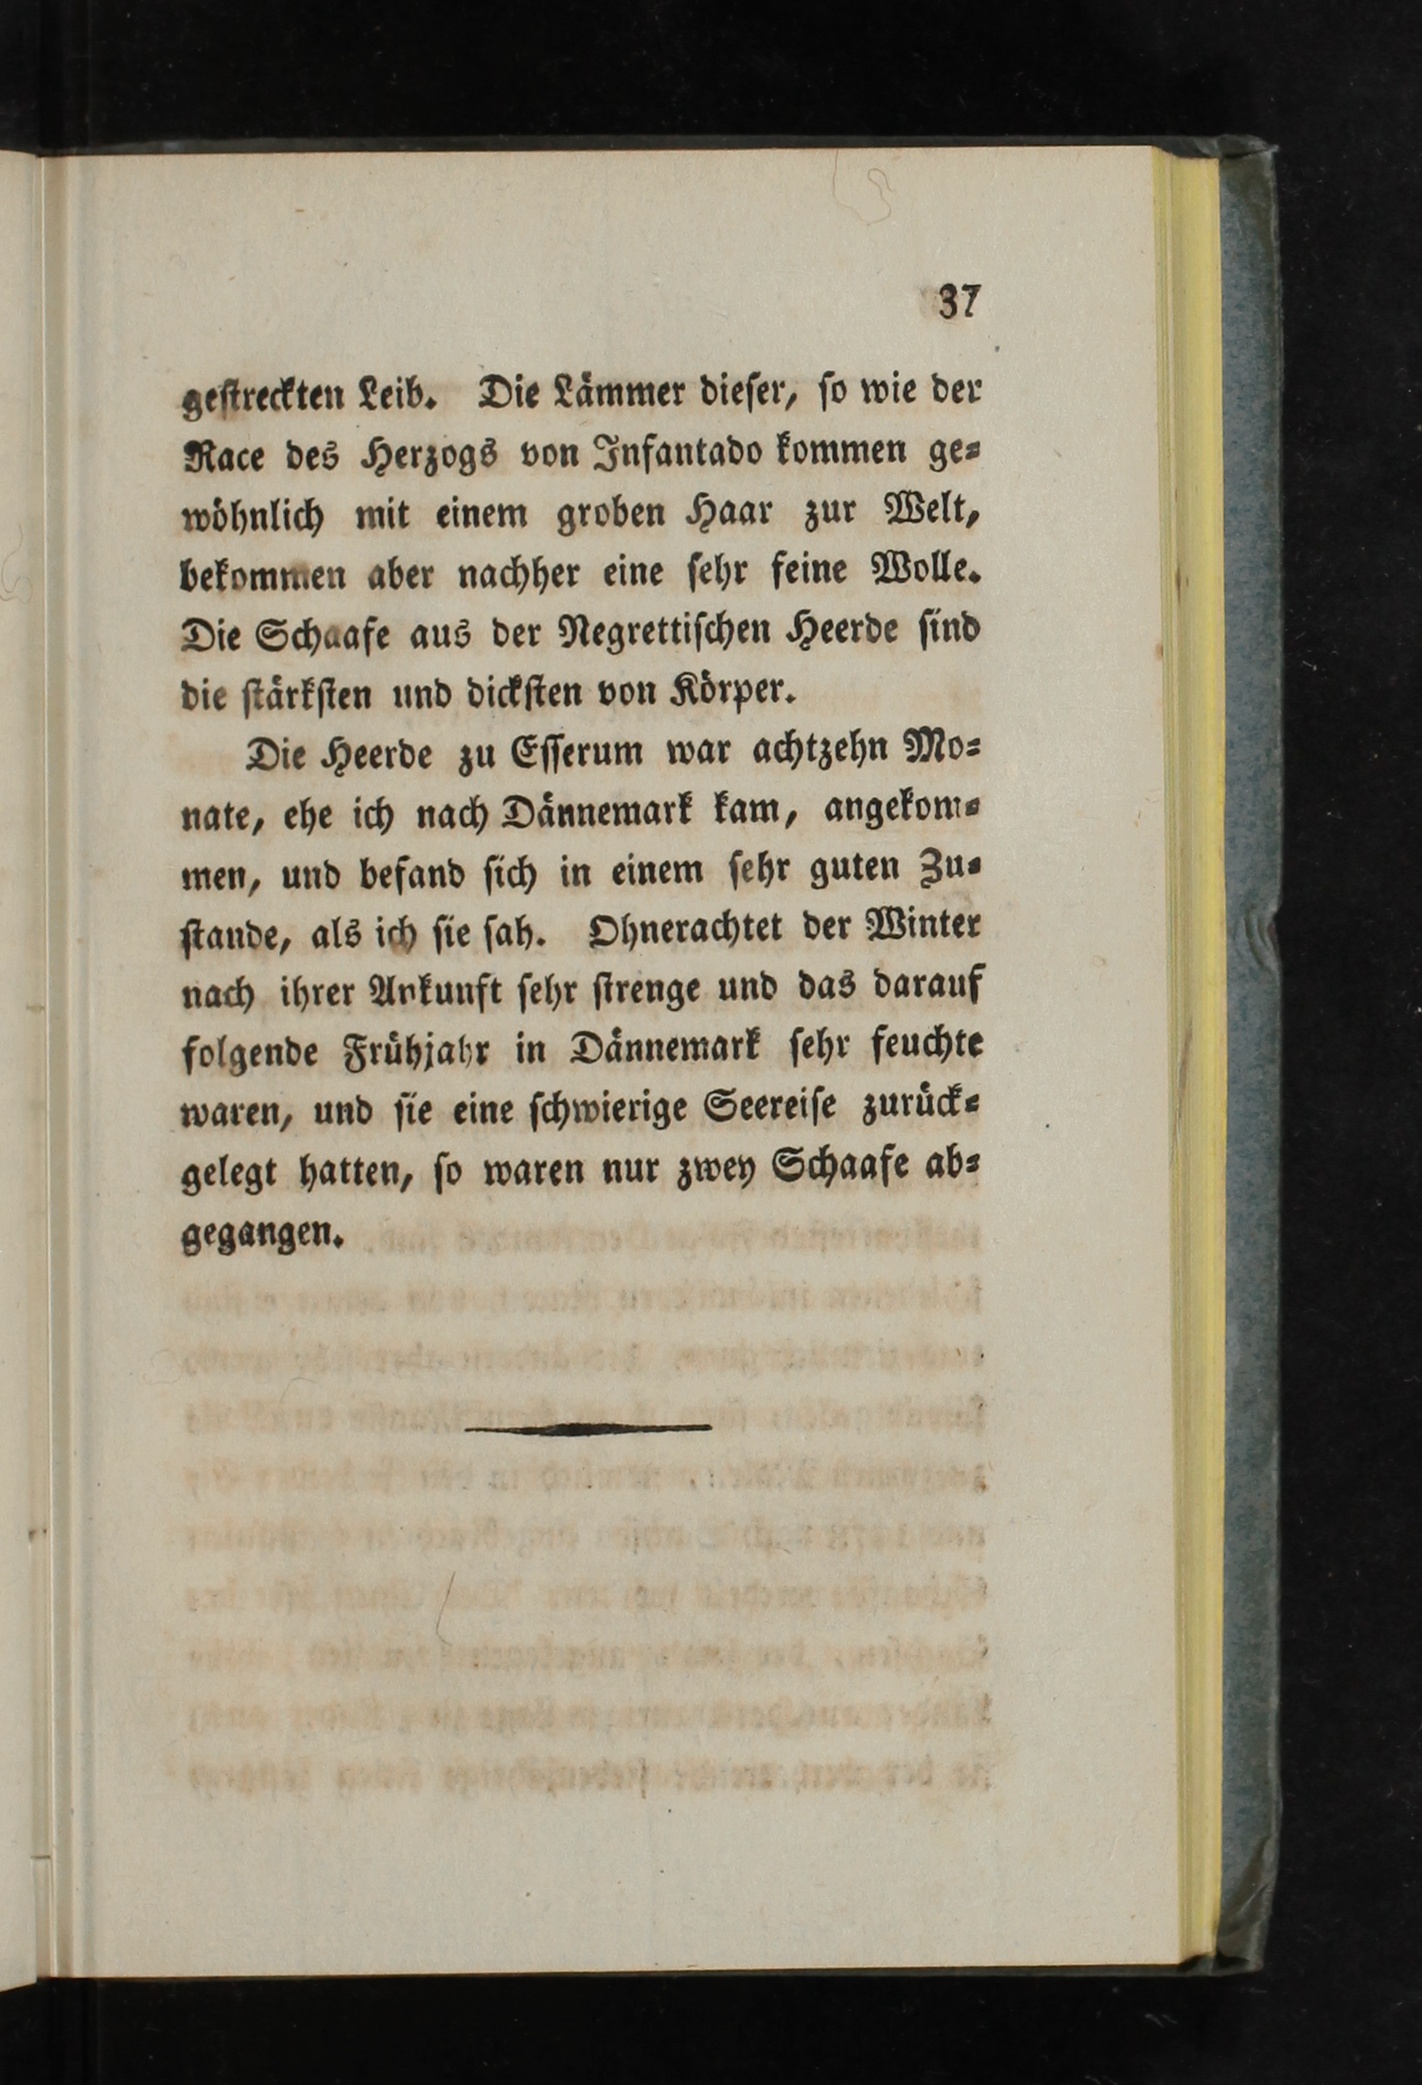 37
gestreckten Leib. Die Lämmer dieser, so wie der
Race des Herzogs von Infantado kommen ge-
wöhnlich mit einem groben Haar zur Welt,
bekommen aber nachher eine sehr feine Wolle.
Die Schaafe aus der Negrettischen Heerde sind
die stärksten und dicksten von Körper.
Die Heerde zu Esserum war achtzehn Mo-
nate, ehe ich nach Dännemark kam, angekom-
men, und befand sich in einem sehr guten Zu-
stande, als ich sie sah. Ohnerachtet der Winter
nach ihrer Ankunft sehr strenge und das darauf
folgende Frühjahr in Dännemark sehr feuchte
waren, und sie eine schwierige Seereise zurück-
gelegt hatten, so waren nur zwey Schaafe ab-
gegangen.